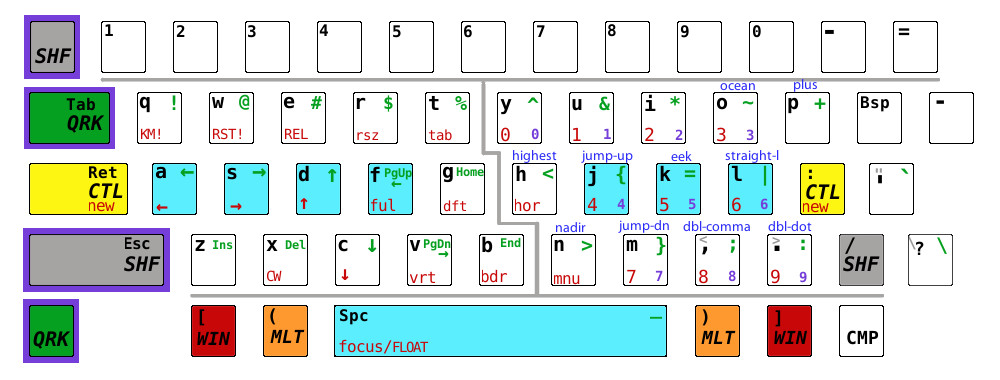 1 2 3 4 5 6 7 8 9 0 - =
SHF
ocean plus
Tab q ! w @ e # r $ t % y ^ u & i * o ~ p + Bsp -
QRK KM! RST! REL rsz tab 0 0 1 1 2 2 3 3
highest jump-up eek straight-l
Ret a ← s → d ↑ f PgUp g Home h < j { k = l | : ' " `
CTL ←
new ← → ↑ ful dft hor 4 4 5 5 6 6 CTL new
nadir jump-dn dbl-comma dbl-dot
Esc z Ins x Del c ↓ v PgDn b End n > m } < , ; > . : / \ ? \
SHF → SHF
CW ↓ vrt bdr mnu 7 7 8 8 9 9
[ ( Spc _ ) ]
QRK WIN MLT MLT WIN CMP
focus/FLOAT